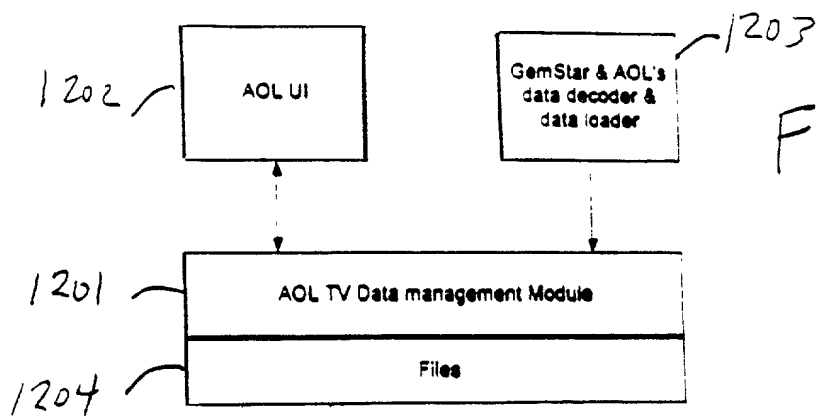 1203
GemStar & AOL's
1202
AOL UI
data decoder &
data loader
F
1201
AOL TV Data management Module
Files
1204